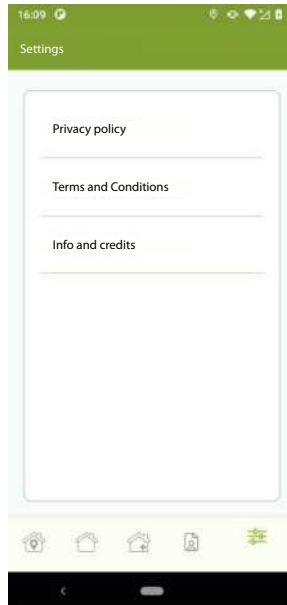 16:09
Settings
Privacy policy
Terms and Conditions
Info and credits